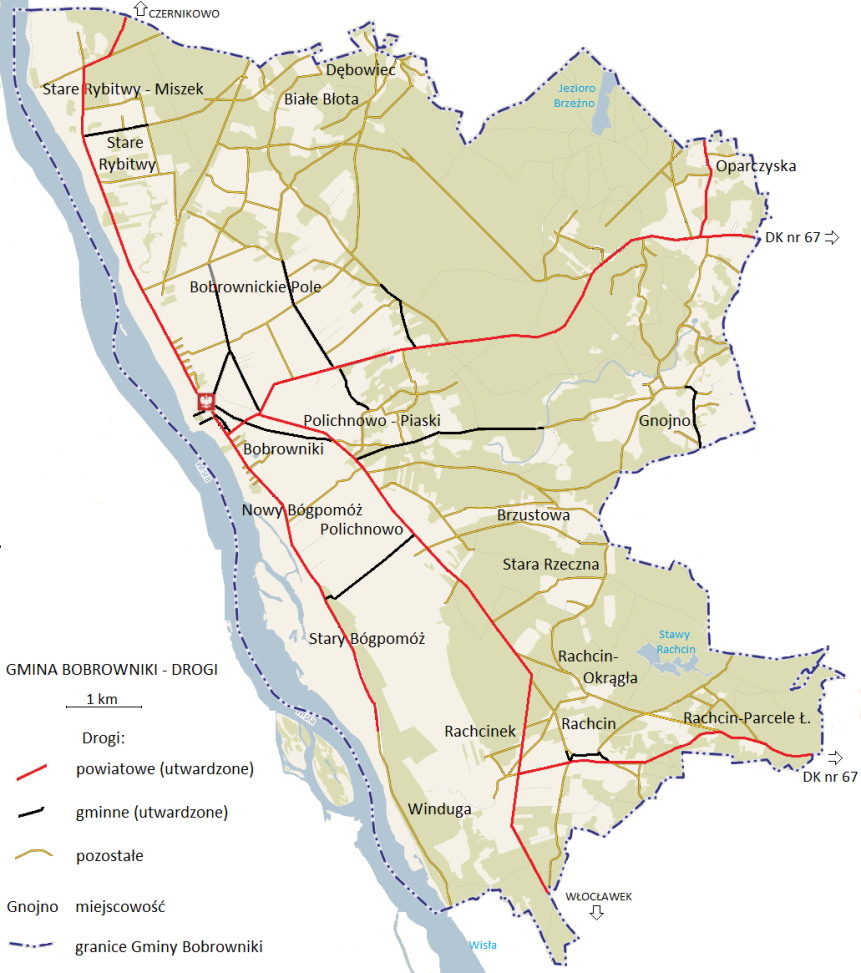 CZERNIKOWO
Dębowiec
Stare Rybitwy - Miszek
Białe Błota
Jezioro
Brzeźno
Stare
Rybitwy
Oparczyska
DK nr 67
Bobrownickie Pole
Polichnowo - Piaski
Gnojno
Bobrowniki
Wisła
Nowy Bógpomóż
Polichnowo
Brzustowa
Stara Rzeczna
Stary Bógpomóż
Stawy
Rachcin
Rachcin-
Okrągła
GMINA BOBROWNIKI - DROGI
1 km
Wisła
Rachcin
Rachcin-Parcele Ł.
Rachcinek
Drogi:
powiatowe (utwardzone)
DK nr 67
gminne (utwardzone)
Winduga
pozostałe
WŁOCŁAWEK
Gnojno miejscowość
granice Gminy Bobrowniki
Wisła